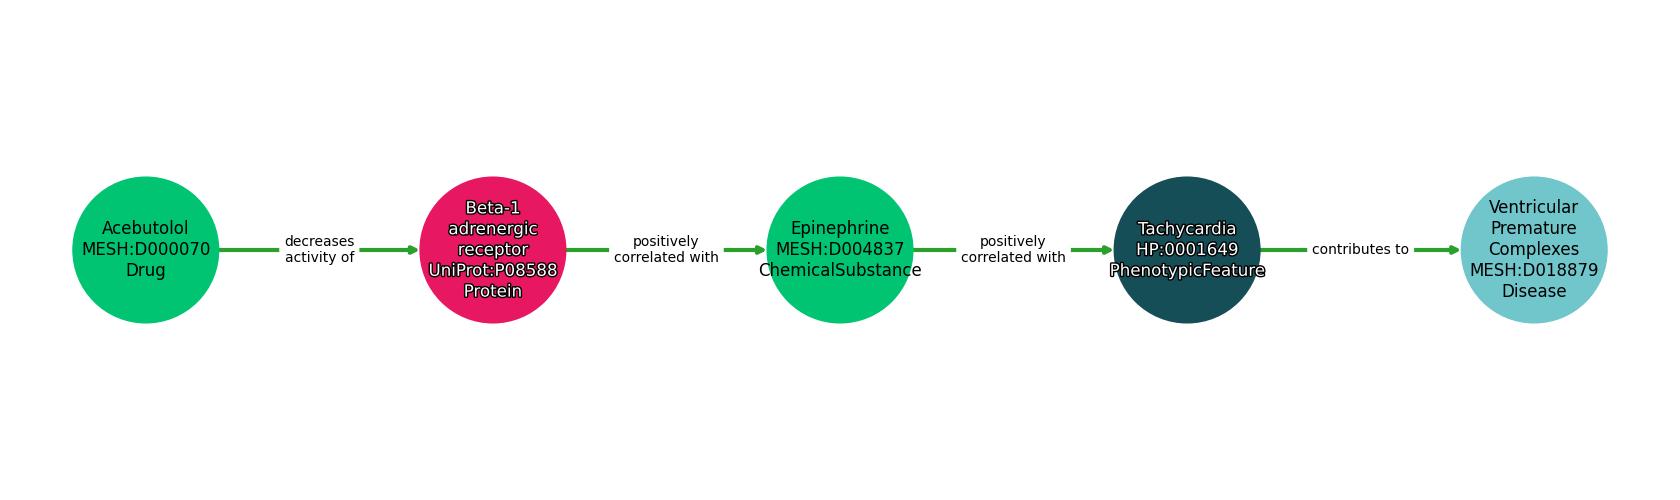 Acebutolol
MESH:D000070
Drug
decreases
activity of
Beta-1
adrenergic
receptor
UniProt:P08588
Protein
positively
correlated with
Epinephrine
MESH:D004837
ChemicalSubstance
positively
correlated with
Tachycardia
HP:0001649
PhenotypicFeature
contributes to
Ventricular
Premature
Complexes
MESH:D018879
Disease